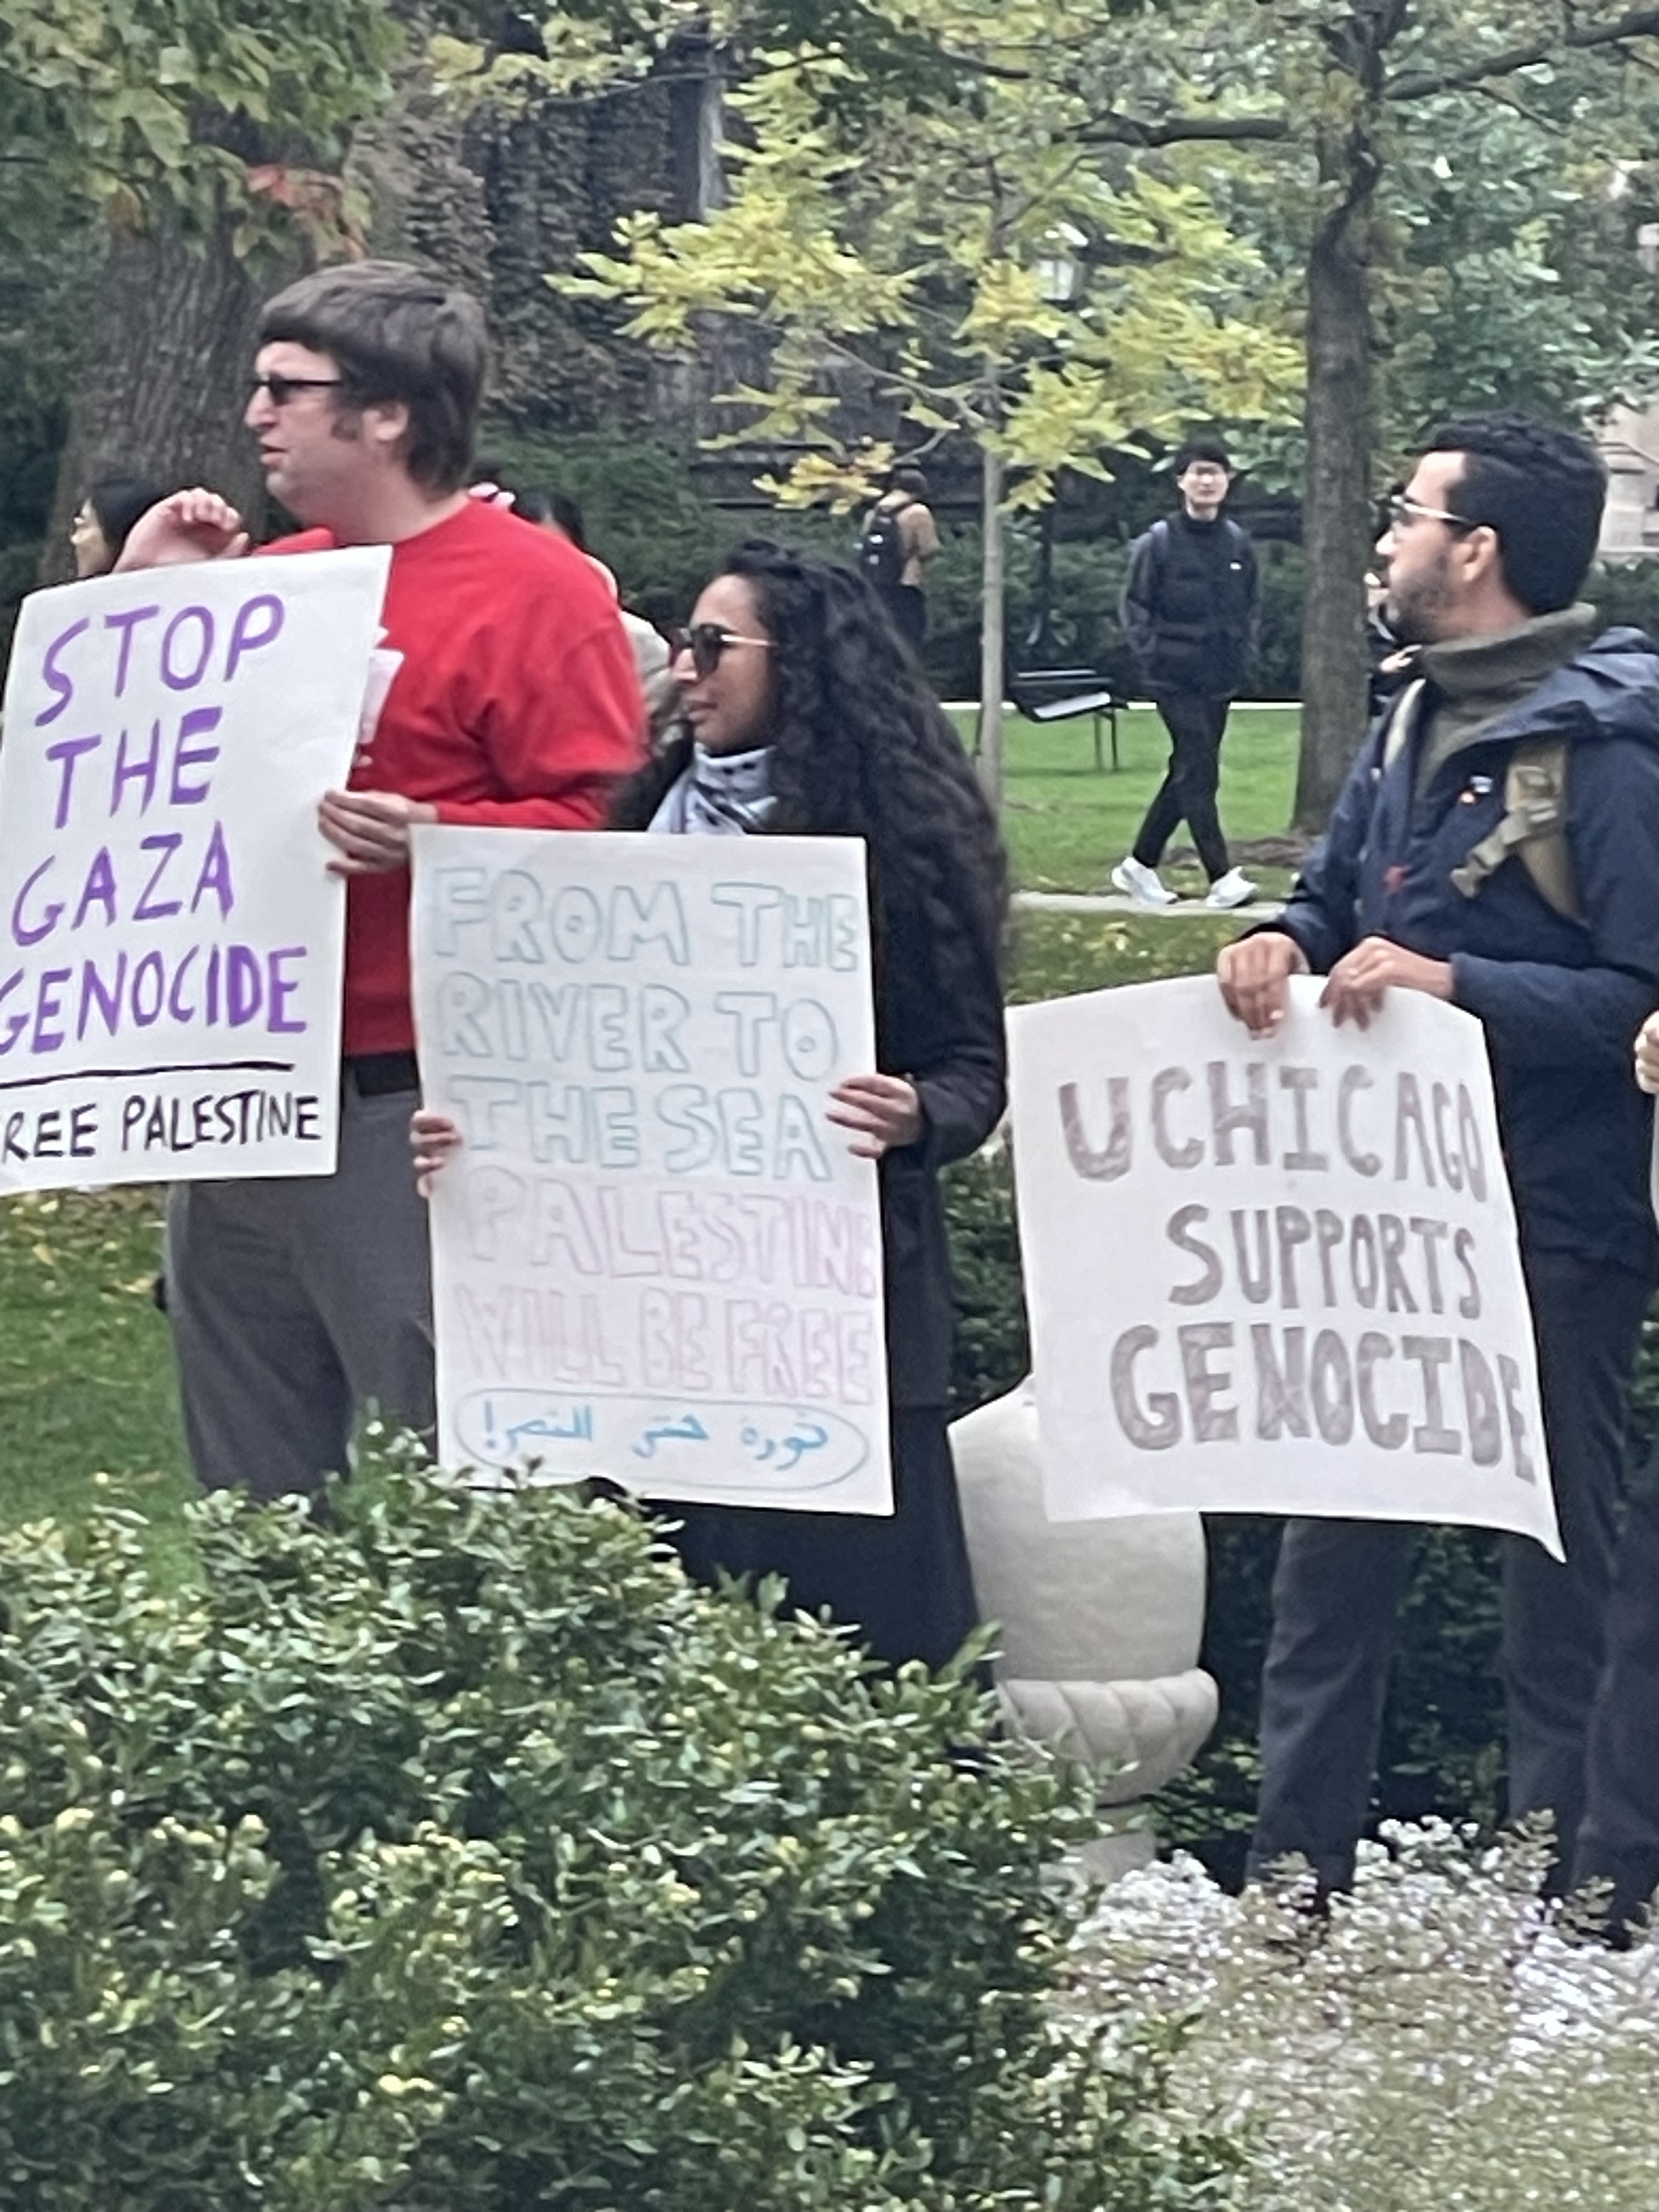 STOP
THE
GAZA
GENOCIDE
REE PALESTINE
FROM THE
RIVER TO
THE SEA
PALESTINE
WILL BE FREE
ثورة حتى النصر!
UCHICAGO
SUPPORTS
GENOCIDE